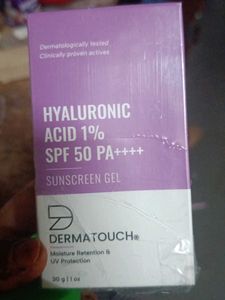 Dermatologically tested
Clinically proven actives
HYALURONIC
ACID 1%
SPF 50 PA++++
SUNSCREEN GEL
DERMATOUCH®
Moisture Retention &
UV Protection
30 g | 1 oz